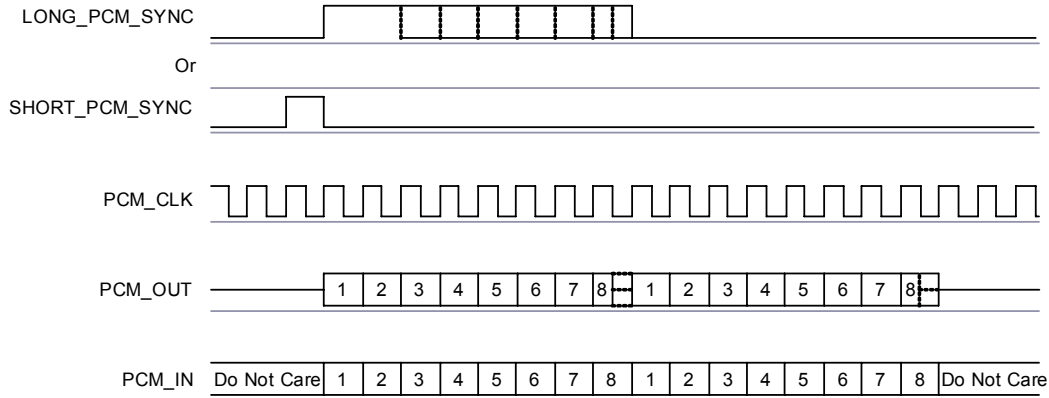 LONG_PCM_SYNC
Or
SHORT_PCM_SYNC
PCM_CLK
PCM_OUT 1 2 3 4 5 6 7 8 1 2 3 4 5 6 7 8
PCM_IN Do Not Care 1 2 3 4 5 6 7 8 1 2 3 4 5 6 7 8 Do Not Care